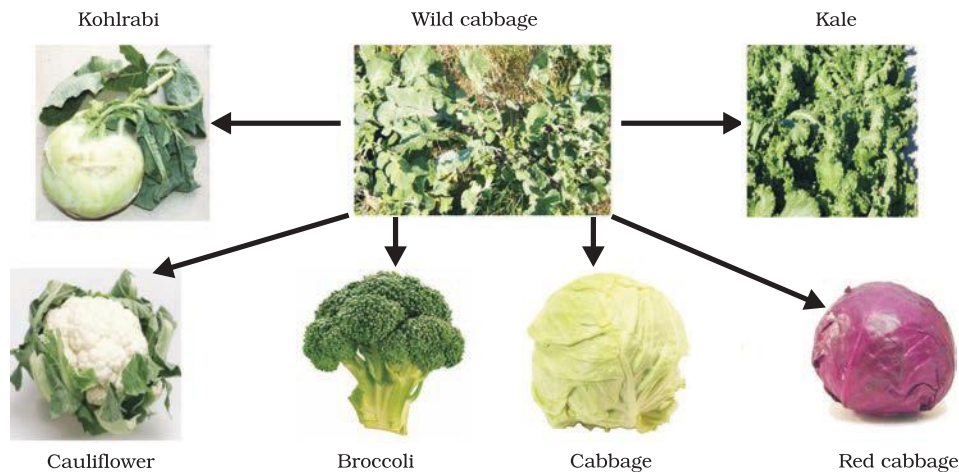 Kohlrabi
Wild cabbage
Kale
Cauliflower
Broccoli
Cabbage
Red cabbage